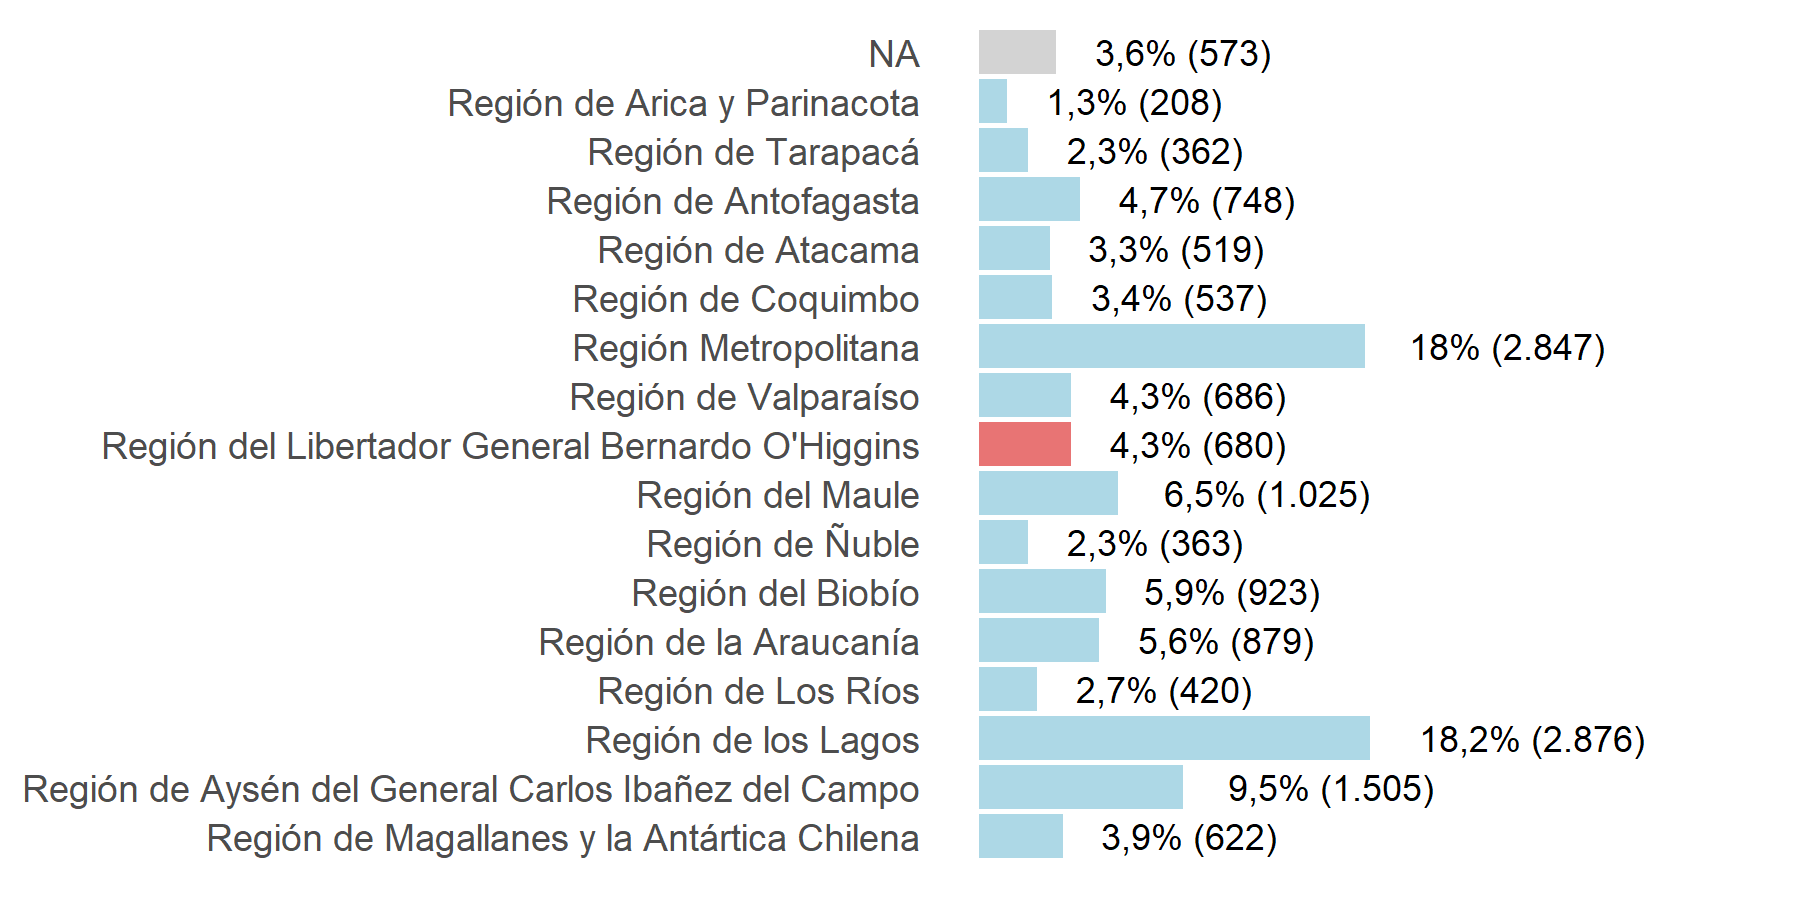 NA 3,6% (573)
Región de Arica y Parinacota 1,3% (208)
Región de Tarapacá 2,3% (362)
Región de Antofagasta 4,7% (748)
Región de Atacama 3,3% (519)
Región de Coquimbo 3,4% (537)
Región Metropolitana 18% (2.847)
Región de Valparaíso 4,3% (686)
Región del Libertador General Bernardo O'Higgins 4,3% (680)
Región del Maule 6,5% (1.025)
Región de Ñuble 2,3% (363)
Región del Biobío 5,9% (923)
Región de la Araucanía 5,6% (879)
Región de Los Ríos 2,7% (420)
Región de los Lagos 18,2% (2.876)
Región de Aysén del General Carlos Ibañez del Campo 9,5% (1.505)
Región de Magallanes y la Antártica Chilena 3,9% (622)